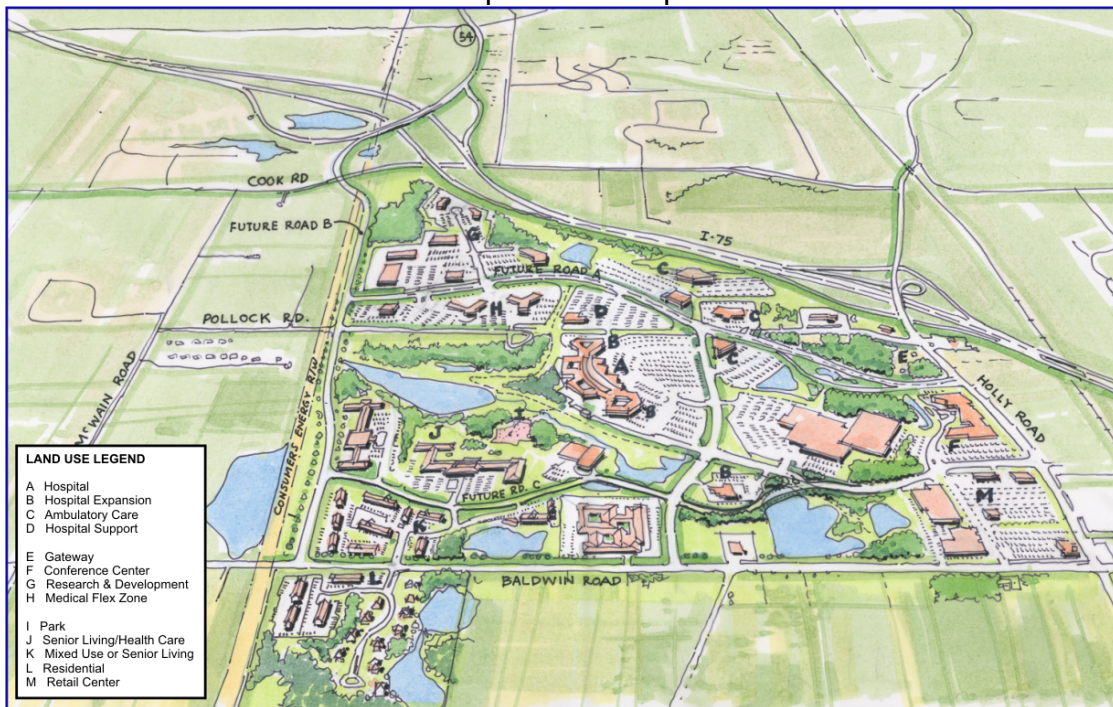 54
COOK RD
FUTURE ROAD B
I-75
G
C
FUTURE ROAD A
H
D
C
POLLOCK RD.
B
C
A
E
McWAIN ROAD
CONSUMERS ENERGY R/W
I
B
HOLLY ROAD
J
F
B
FUTURE RD. C
M
K
L
BALDWIN ROAD
LAND USE LEGEND
A Hospital
B Hospital Expansion
C Ambulatory Care
D Hospital Support
E Gateway
F Conference Center
G Research & Development
H Medical Flex Zone
I Park
J Senior Living/Health Care
K Mixed Use or Senior Living
L Residential
M Retail Center